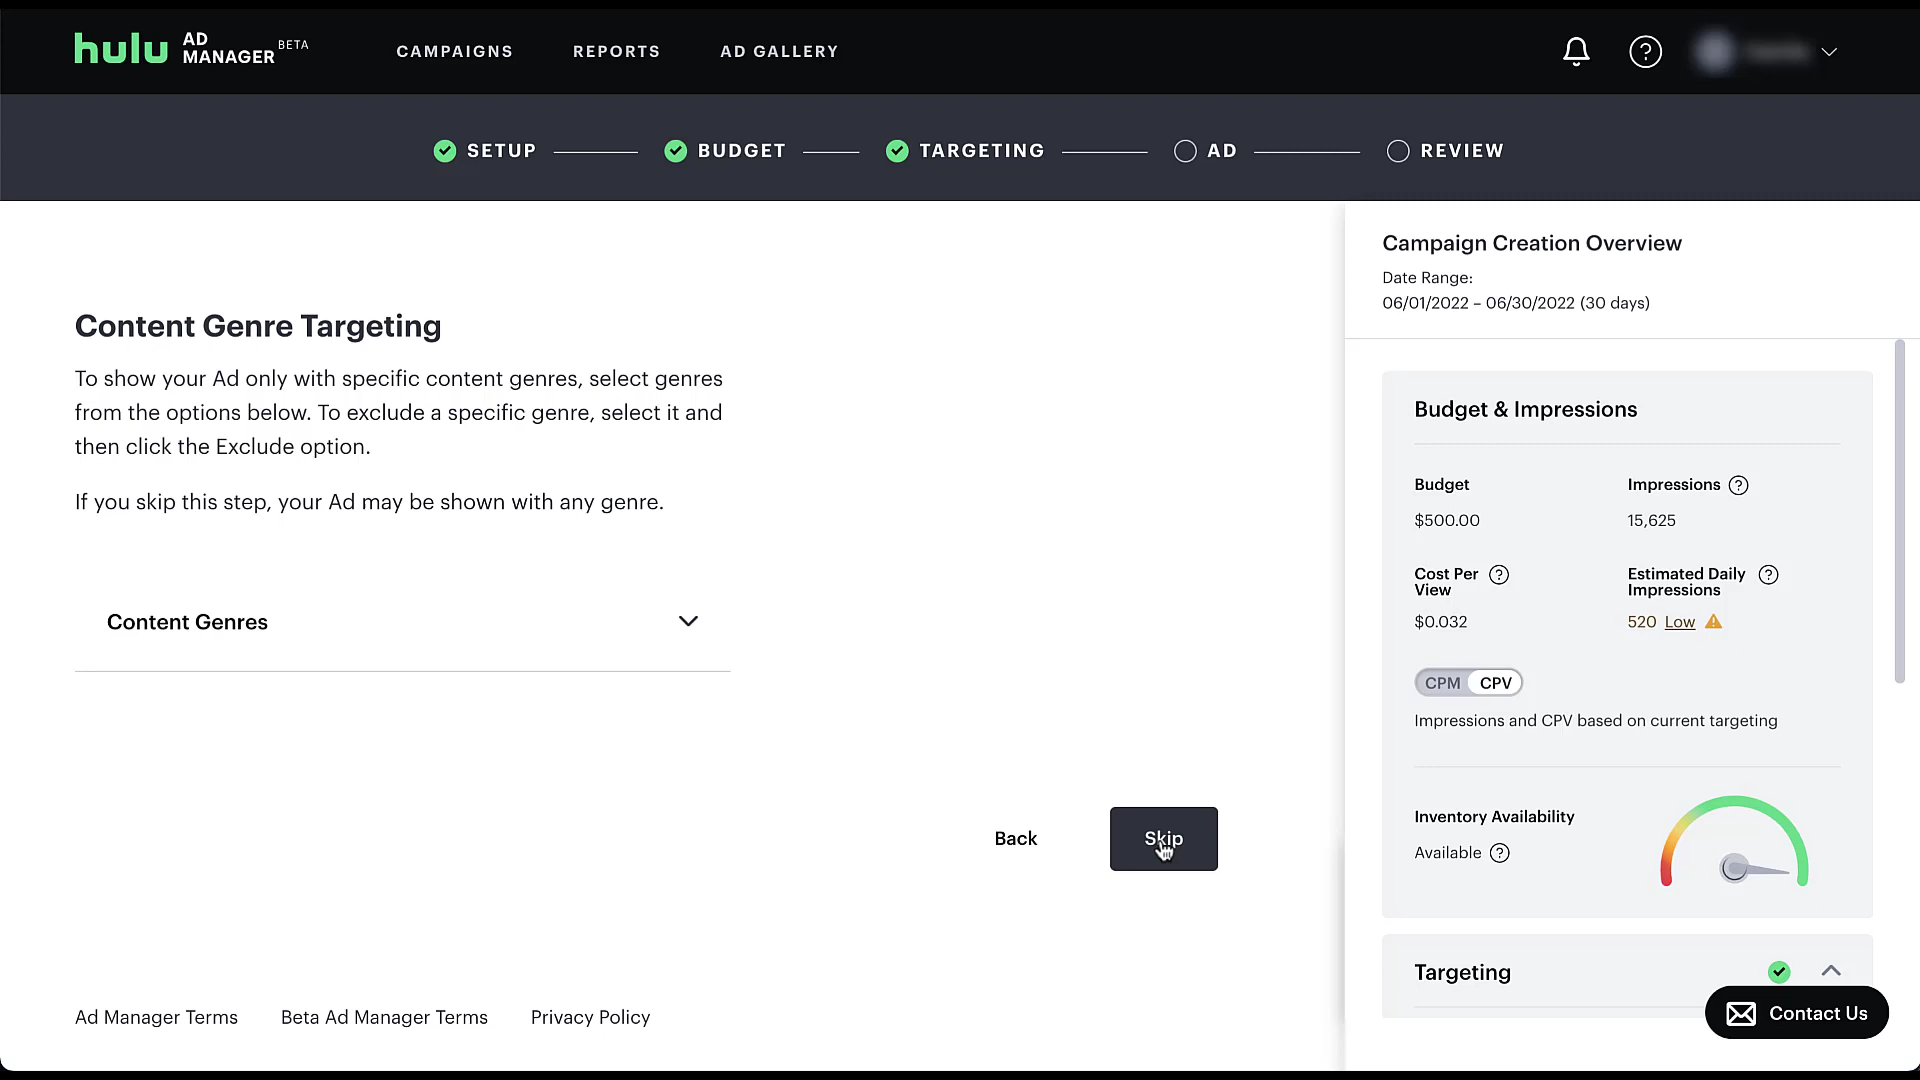 hulu AD MANAGER BETA
CAMPAIGNS REPORTS AD GALLERY
SETUP BUDGET TARGETING AD REVIEW
Content Genre Targeting
To show your Ad only with specific content genres, select genres
from the options below. To exclude a specific genre, select it and
then click the Exclude option.
If you skip this step, your Ad may be shown with any genre.
Content Genres
Back
Skip
Ad Manager Terms Beta Ad Manager Terms Privacy Policy
Campaign Creation Overview
Date Range:
06/01/2022 – 06/30/2022 (30 days)
Budget & Impressions
Budget Impressions ?
$500.00 15,625
Cost Per View ? Estimated Daily Impressions ?
$0.032 520 Low
CPM CPV
Impressions and CPV based on current targeting
Inventory Availability
Available ?
Targeting
Contact Us